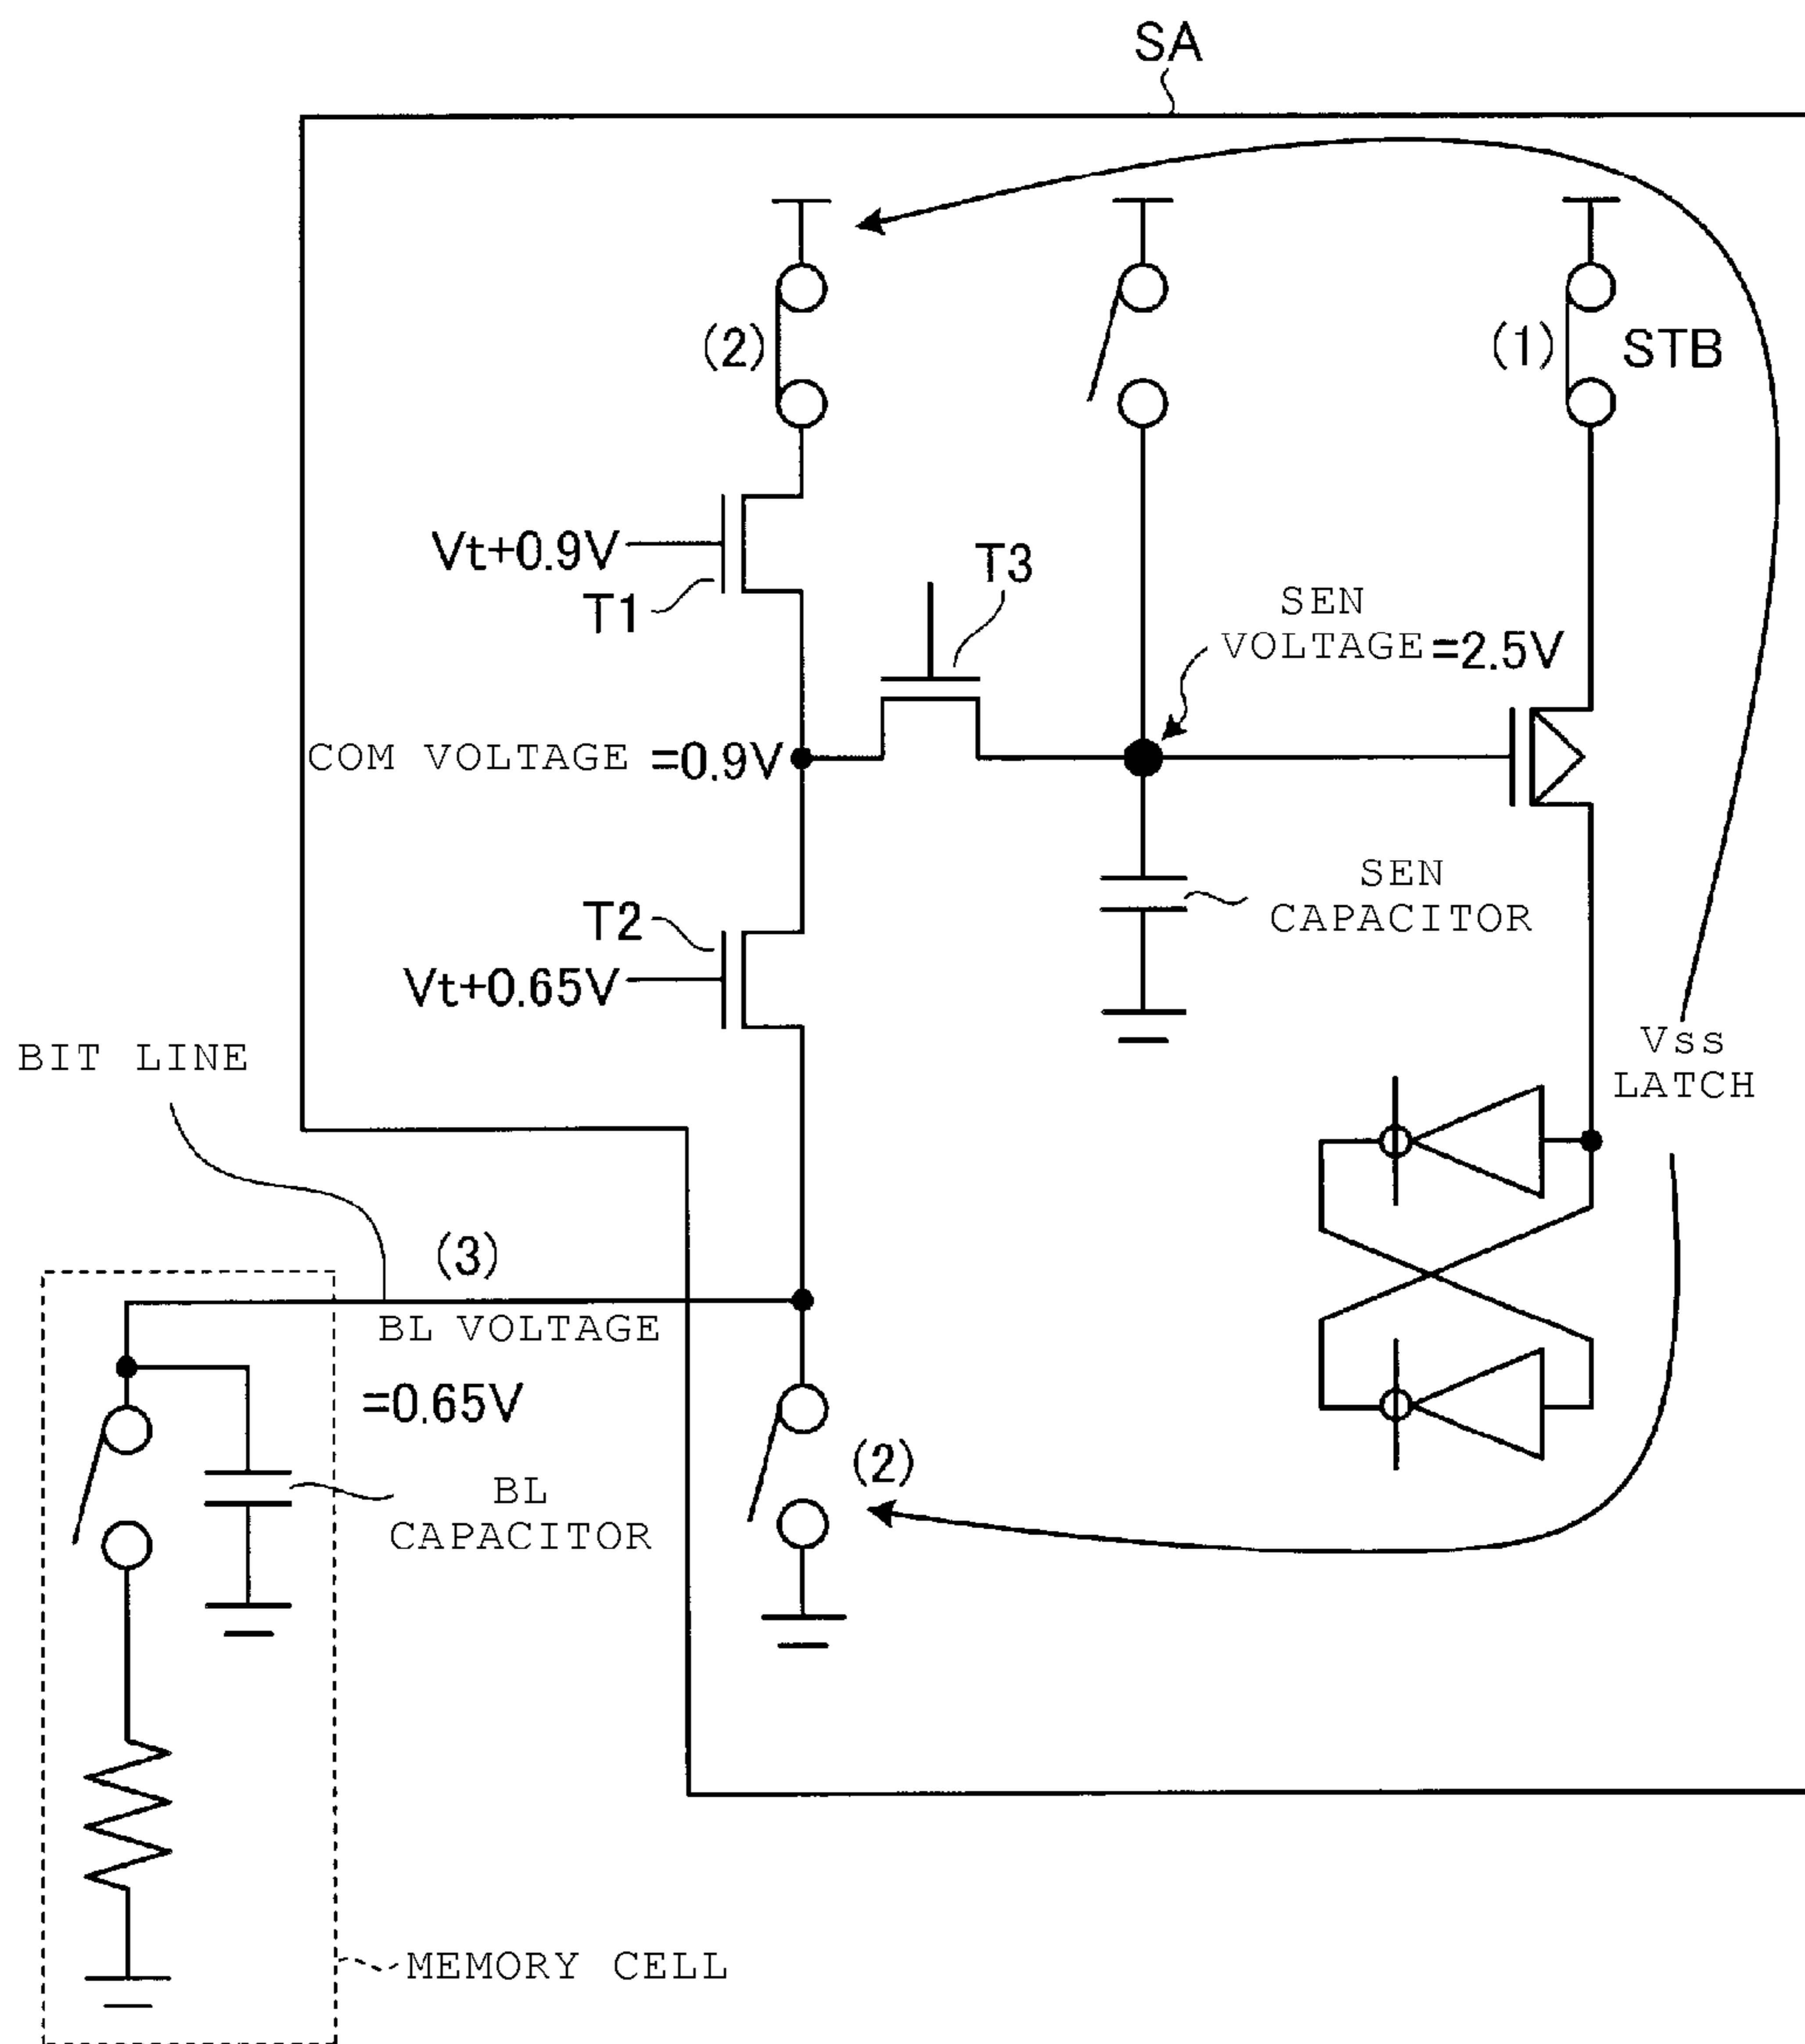 SA
(2)
(1) STB
Vt+0.9V
T1
T3
SEN
VOLTAGE =2.5V
COM VOLTAGE =0.9V
SEN
CAPACITOR
T2
Vt+0.65V
BIT LINE
Vss
LATCH
(3)
BL VOLTAGE
=0.65V
(2)
BL
CAPACITOR
MEMORY CELL